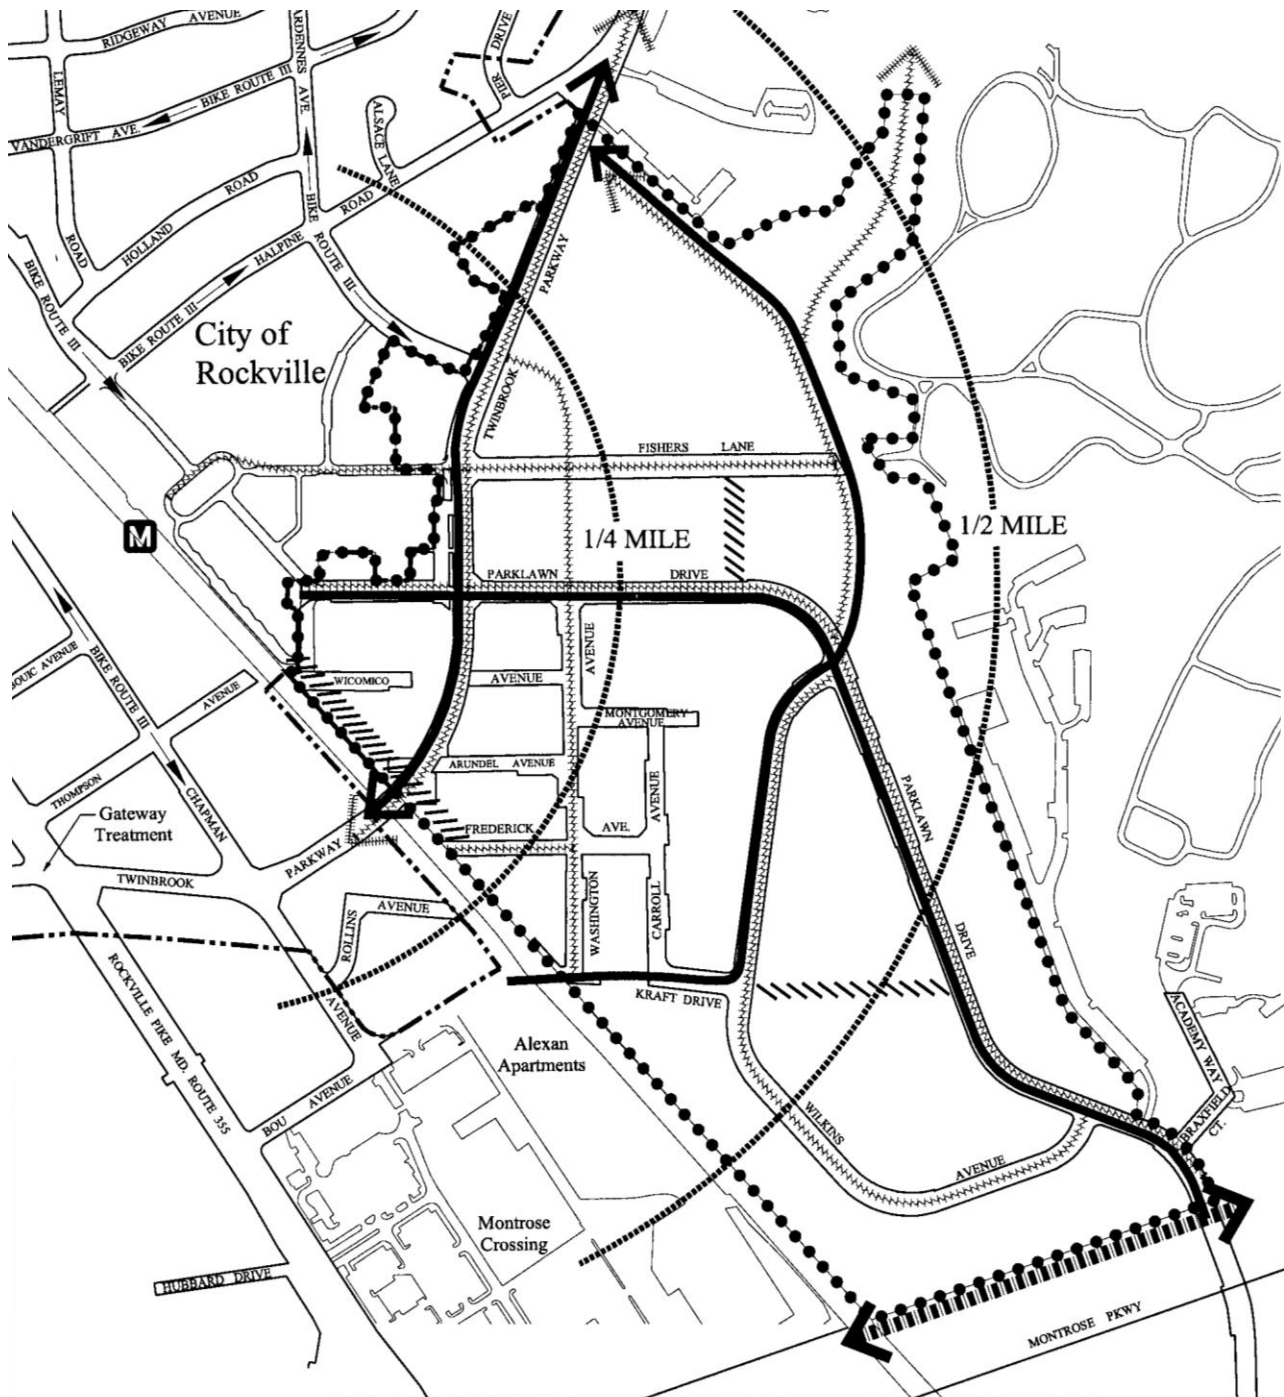 RIDGEWAY AVENUE
ARDENNES AVE.
PIER DRIVE
LEMAY ROAD
BIKE ROUTE III
VANDERGRIFT AVE.
ALSACE LANE
HOLLAND ROAD
BIKE ROUTE III
HALPINE ROAD
BIKE ROUTE III
BIKE ROUTE III
City of
Rockville
TWINBROOK PARKWAY
FISHERS LANE
M
1/4 MILE
1/2 MILE
PARKLAWN DRIVE
BIKE ROUTE III
OUIC AVENUE
WICOMICO AVENUE
WASHINGTON AVENUE
MONTGOMERY
AVENUE
THOMPSON AVENUE
ARUNDEL AVENUE
CHAPMAN AVENUE
Gateway
Treatment
FREDERICK AVE.
CARROLL AVENUE
PARKLAWN DRIVE
TWINBROOK PARKWAY
ROLLINS AVENUE
ROCKVILLE PIKE MD. ROUTE 355
KRAFT DRIVE
ACADEMY WAY
BRAXFIELD
CT.
Alexan
Apartments
BOU AVENUE
WILKINS AVENUE
Montrose
Crossing
HUBBARD DRIVE
MONTROSE PKWY